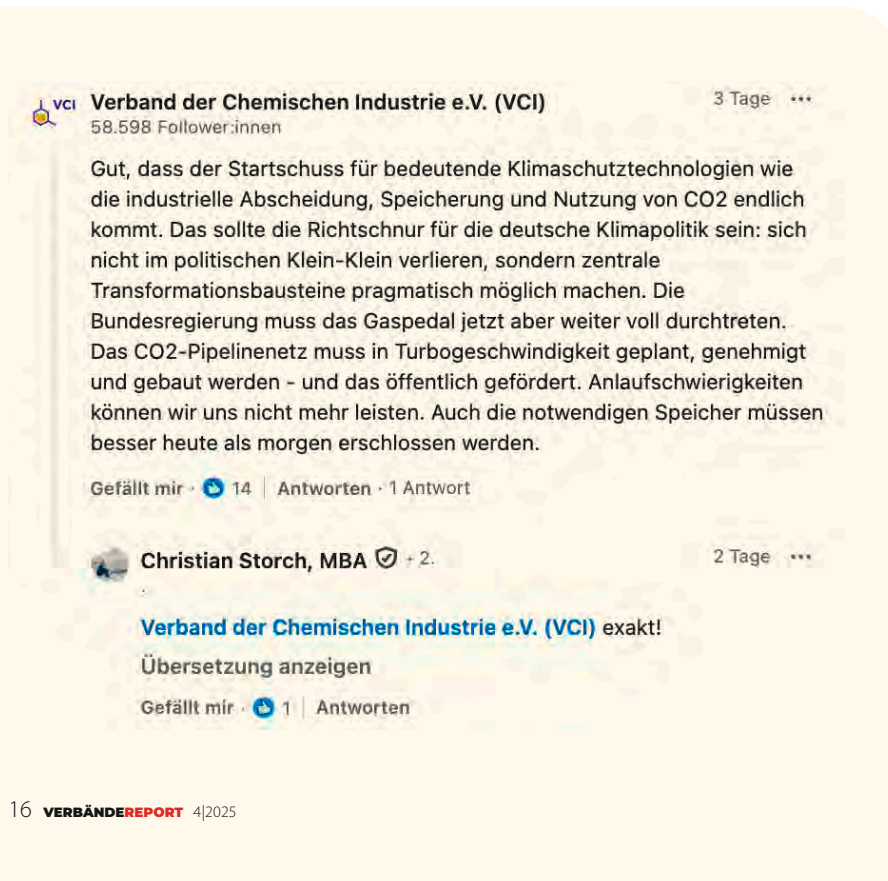 VCI Verband der Chemischen Industrie e.V. (VCI) 3 Tage ···
58.598 Follower:innen
Gut, dass der Startschuss für bedeutende Klimaschutztechnologien wie
die industrielle Abscheidung, Speicherung und Nutzung von CO2 endlich
kommt. Das sollte die Richtschnur für die deutsche Klimapolitik sein: sich
nicht im politischen Klein-Klein verlieren, sondern zentrale
Transformationsbausteine pragmatisch möglich machen. Die
Bundesregierung muss das Gaspedal jetzt aber weiter voll durchtreten.
Das CO2-Pipelinenetz muss in Turbogeschwindigkeit geplant, genehmigt
und gebaut werden - und das öffentlich gefördert. Anlaufschwierigkeiten
können wir uns nicht mehr leisten. Auch die notwendigen Speicher müssen
besser heute als morgen erschlossen werden.
Gefällt mir · 14 | Antworten · 1 Antwort
Christian Storch, MBA · 2. 2 Tage ···
.
Verband der Chemischen Industrie e.V. (VCI) exakt!
Übersetzung anzeigen
Gefällt mir · 1 | Antworten
16 VERBÄNDEREPORT 4|2025